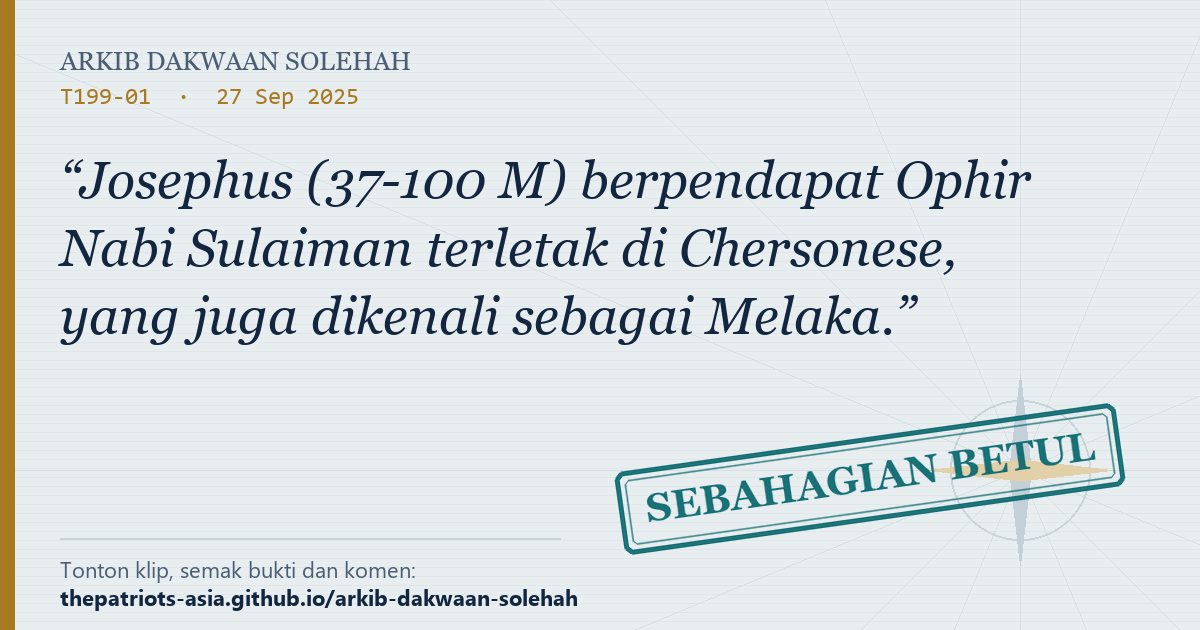 ARKIB DAKWAAN SOLEHAH
T199-01 · 27 Sep 2025
“Josephus (37-100 M) berpendapat Ophir
Nabi Sulaiman terletak di Chersonese,
yang juga dikenali sebagai Melaka.”
SEBAHAGIAN BETUL
Tonton klip, semak bukti dan komen:
thepatriots-asia.github.io/arkib-dakwaan-solehah